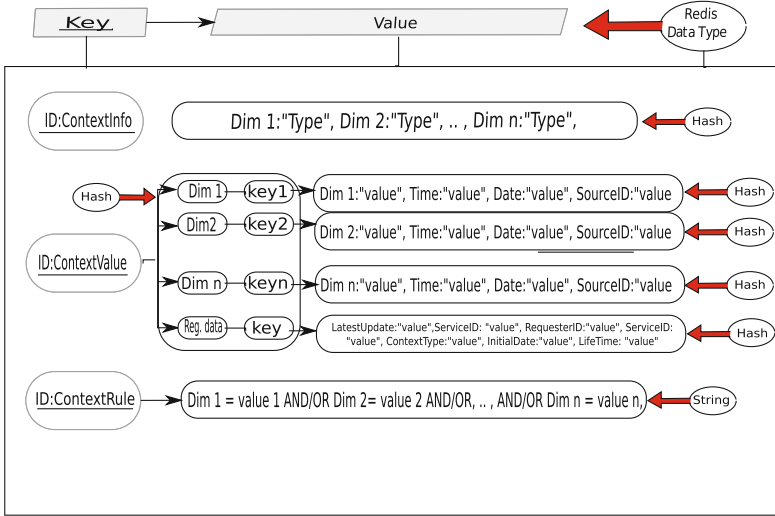 Key
Value
Redis
Data Type
ID:ContextInfo
Dim 1:"Type", Dim 2:"Type", .. , Dim n:"Type",
Hash
Hash
Dim 1
key1
Dim 1:"value", Time:"value", Date:"value", SourceID:"value
Hash
Dim2
key2
Dim 2:"value", Time:"value", Date:"value", SourceID:"value
Hash
ID:ContextValue
Dim n
keyn
Dim n:"value", Time:"value", Date:"value", SourceID:"value
Hash
Reg. data
key
LatestUpdate:"value",ServiceID: "value", RequesterID:"value", ServiceID:
"value", ContextType:"value", InitialDate:"value", LifeTime: "value"
Hash
ID:ContextRule
Dim 1 = value 1 AND/OR Dim 2= value 2 AND/OR, .. , AND/OR Dim n = value n,
String